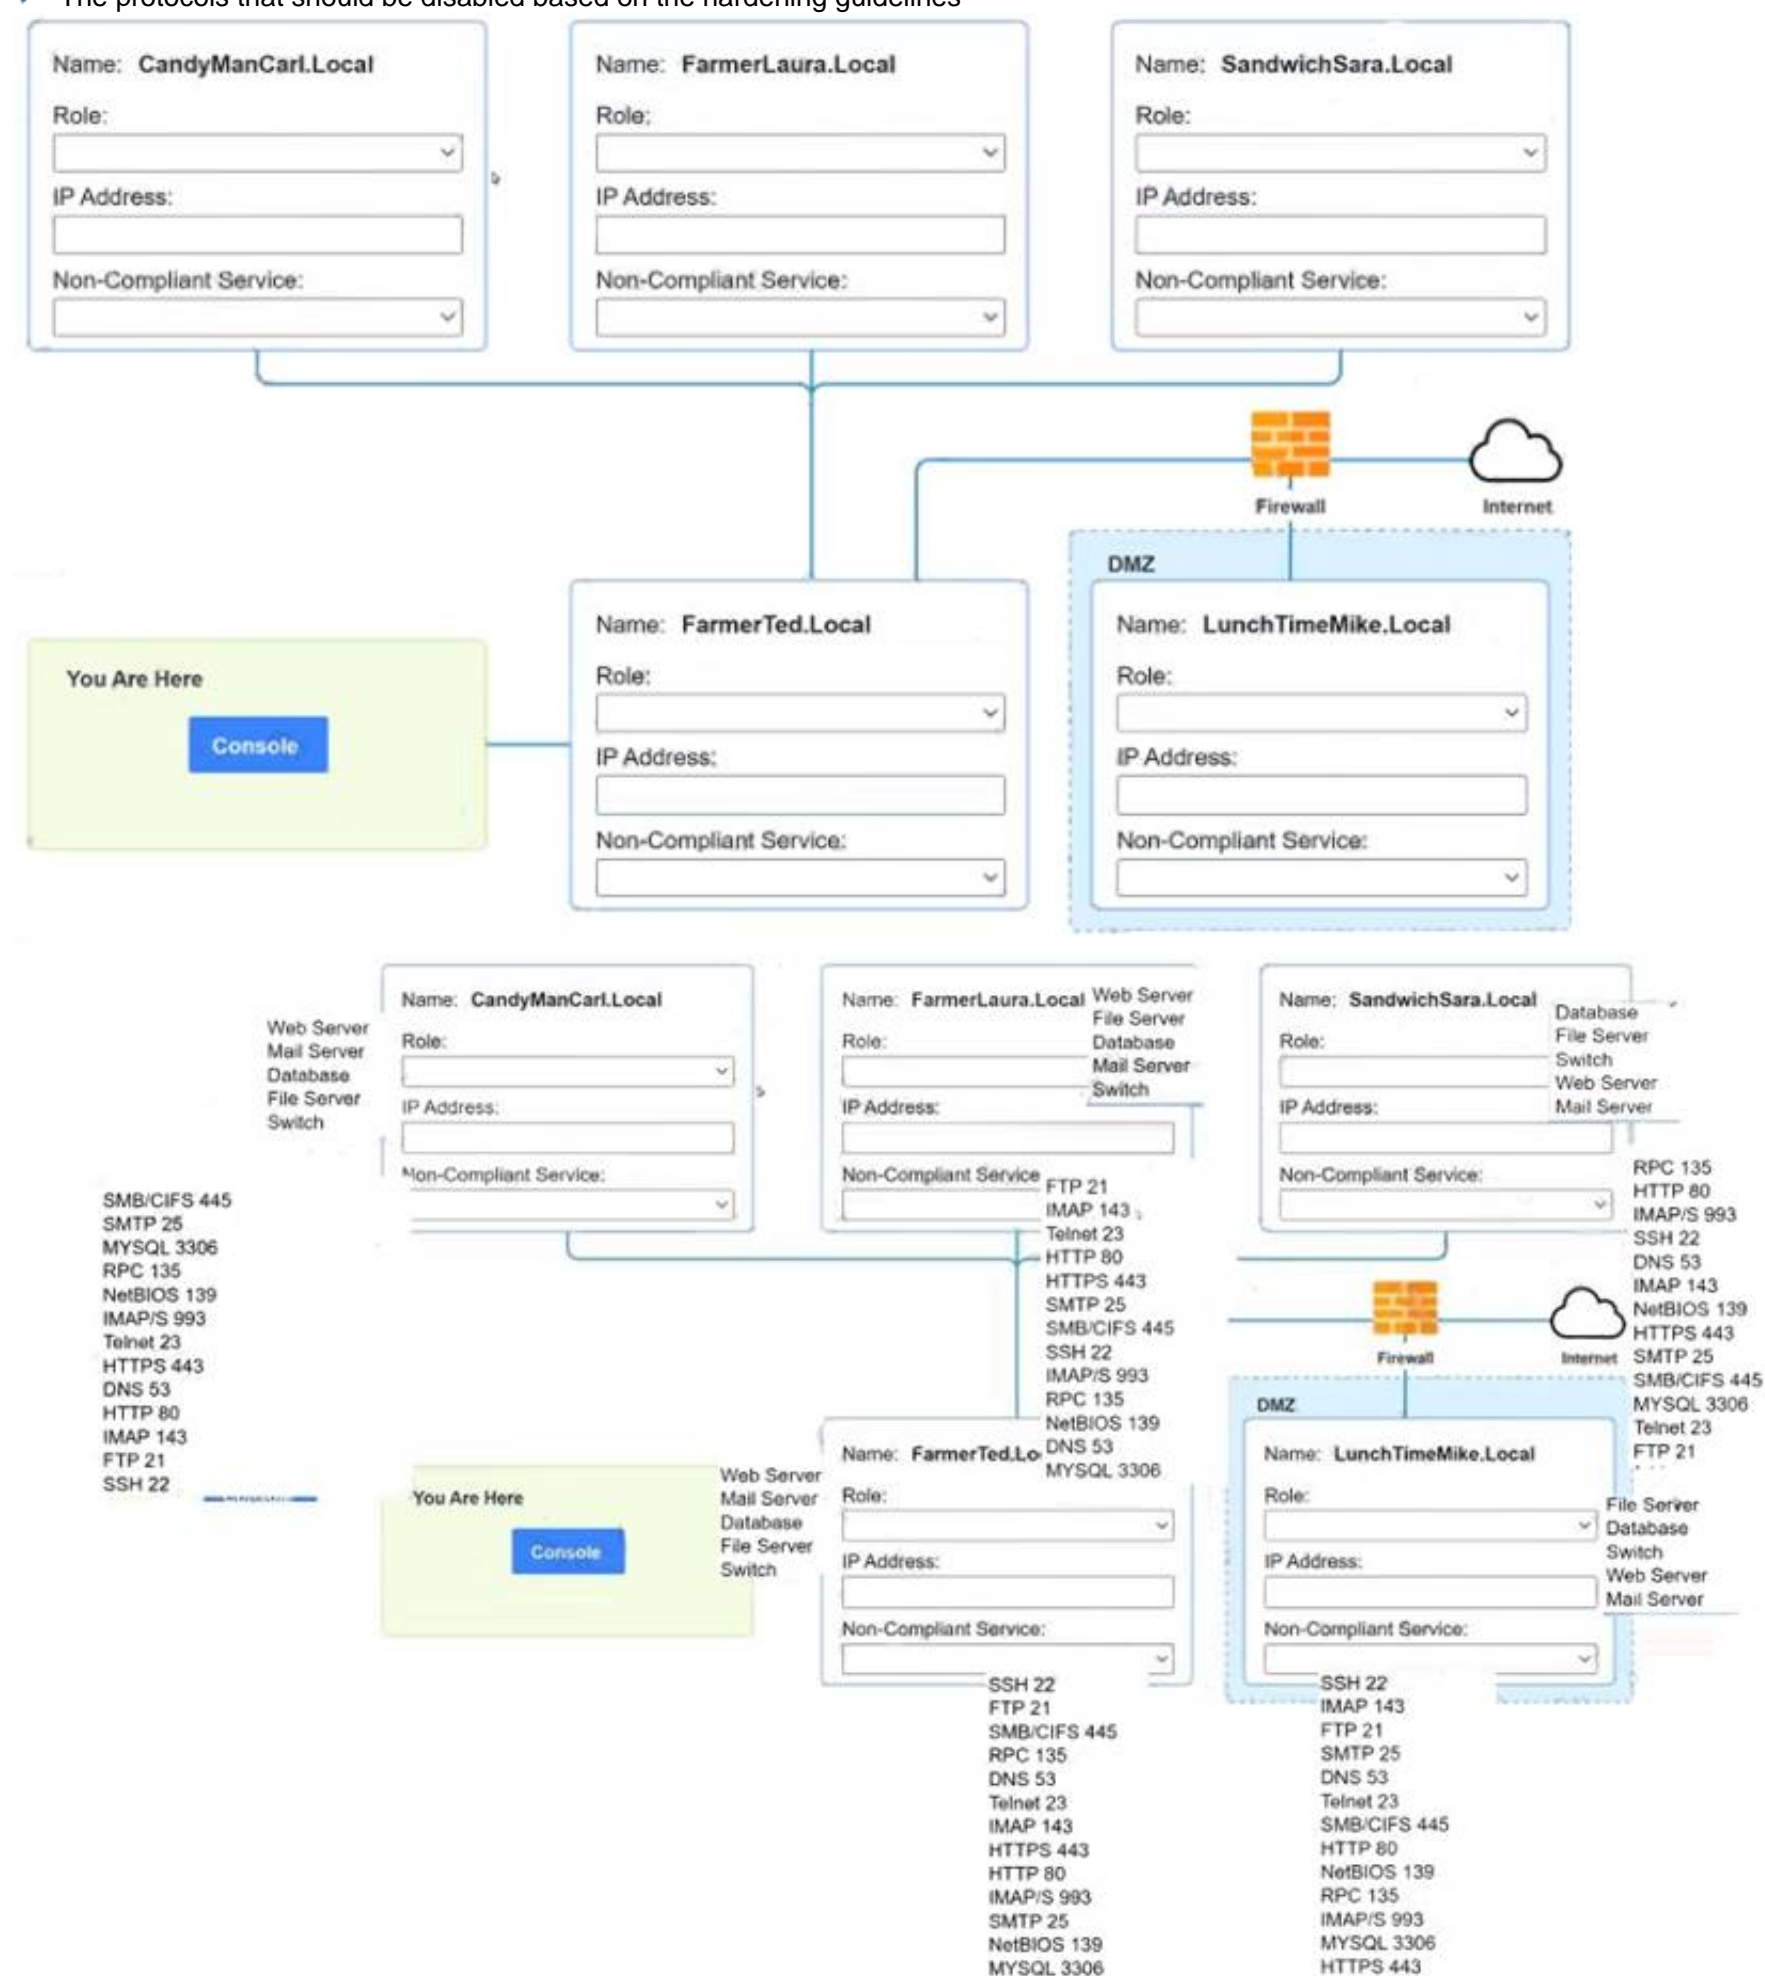 The protocols that should be disabled based on the hardening guidelines
Name: CandyManCarl.Local
Role:
IP Address:
Non-Compliant Service:
Name: FarmerLaura.Local
Role:
IP Address:
Non-Compliant Service:
Name: SandwichSara.Local
Role:
IP Address:
Non-Compliant Service:
Firewall
Internet
You Are Here
Console
Name: FarmerTed.Local
Role:
IP Address:
Non-Compliant Service:
DMZ
Name: LunchTimeMike.Local
Role:
IP Address:
Non-Compliant Service:
Web Server
Mail Server
Database
File Server
Switch
Name: CandyManCarl.Local
Role:
IP Address:
Non-Compliant Service:
SMB/CIFS 445
SMTP 25
MYSQL 3306
RPC 135
NetBIOS 139
IMAP/S 993
Telnet 23
HTTPS 443
DNS 53
HTTP 80
IMAP 143
FTP 21
SSH 22
Name: FarmerLaura.Local
Role:
IP Address:
Non-Compliant Service
Web Server
File Server
Database
Mail Server
Switch
FTP 21
IMAP 143
Telnet 23
HTTP 80
HTTPS 443
SMTP 25
SMB/CIFS 445
SSH 22
IMAP/S 993
RPC 135
NetBIOS 139
DNS 53
MYSQL 3306
Name: SandwichSara.Local
Role:
IP Address:
Non-Compliant Service:
Database
File Server
Switch
Web Server
Mail Server
RPC 135
HTTP 80
IMAP/S 993
SSH 22
DNS 53
IMAP 143
NetBIOS 139
HTTPS 443
SMTP 25
SMB/CIFS 445
MYSQL 3306
Telnet 23
FTP 21
Firewall
Internet
You Are Here
Console
Web Server
Mail Server
Database
File Server
Switch
Name: FarmerTed.Lo
Role:
IP Address:
Non-Compliant Service:
SSH 22
FTP 21
SMB/CIFS 445
RPC 135
DNS 53
Telnet 23
IMAP 143
HTTPS 443
HTTP 80
IMAP/S 993
SMTP 25
NetBIOS 139
MYSQL 3306
DMZ
Name: LunchTimeMike.Local
Role:
IP Address:
Non-Compliant Service:
File Server
Database
Switch
Web Server
Mail Server
SSH 22
IMAP 143
FTP 21
SMTP 25
DNS 53
Telnet 23
SMB/CIFS 445
HTTP 80
NetBIOS 139
RPC 135
IMAP/S 993
MYSQL 3306
HTTPS 443